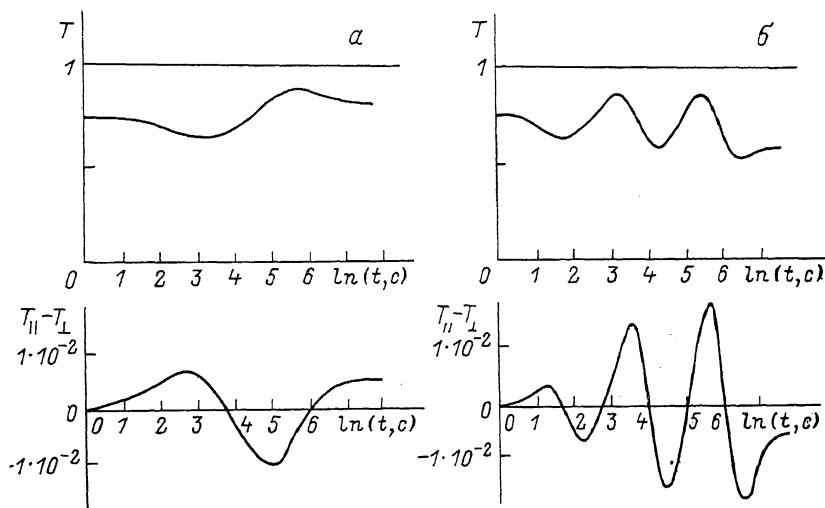 T
а
1
0 1 2 3 4 5 6 ln(t,c)
T
б
1
0 1 2 3 4 5 6 ln(t,c)
T∥−T⊥
1·10⁻²
0
-1·10⁻²
0 1 2 3 4 5 6 ln(t,c)
T∥−T⊥
1·10⁻²
0
-1·10⁻²
0 1 2 3 4 5 6 ln(t,c)